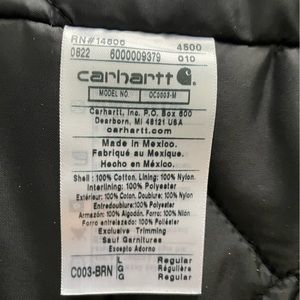 RN#14806 4500
0822 6000009379 010
carhartt
MODEL NO. OC0003-M
Carhartt, Inc. P.O. Box 600
Dearborn, MI 48121 USA
carhartt.com
Made in Mexico.
Fabriqué au Mexique.
Hecho en México.
Shell: 100% Cotton. Lining: 100% Nylon.
Interlining: 100% Polyester
Extérieur: 100% Coton. Doublure: 100% Nylon.
Entredoublure: 100% Polyester
Armazón: 100% Algodón. Forro: 100% Nilón.
Entreforro: 100% Poliéster
Exclusive Trimming
Sauf Garnitures
Excepto Adorno
L Regular
C003-BRN G Régulière
G Regular